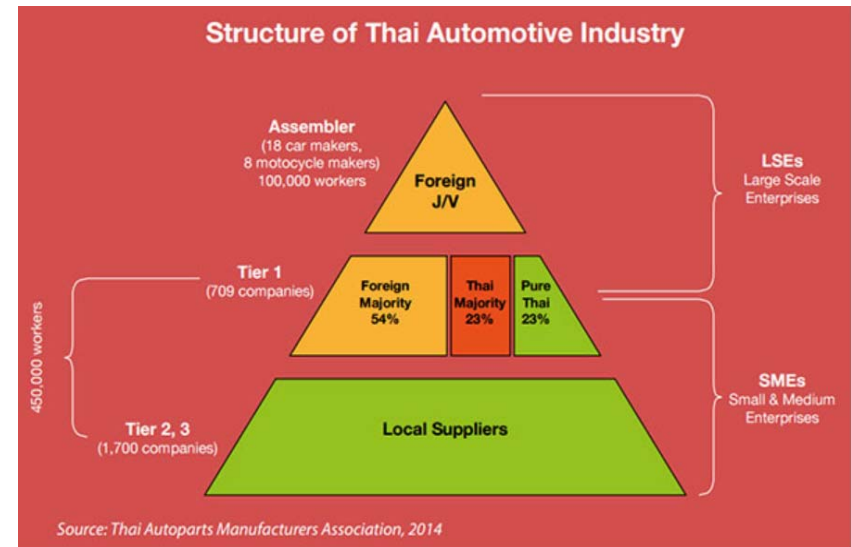 Structure of Thai Automotive Industry
Assembler
(18 car makers,
8 motocycle makers)
100,000 workers
Foreign
J/V
LSEs
Large Scale
Enterprises
Tier 1
(709 companies)
Foreign
Majority
54%
Thai
Majority
23%
Pure
Thai
23%
450,000 workers
SMEs
Small & Medium
Enterprises
Tier 2, 3
(1,700 companies)
Local Suppliers
Source: Thai Autoparts Manufacturers Association, 2014